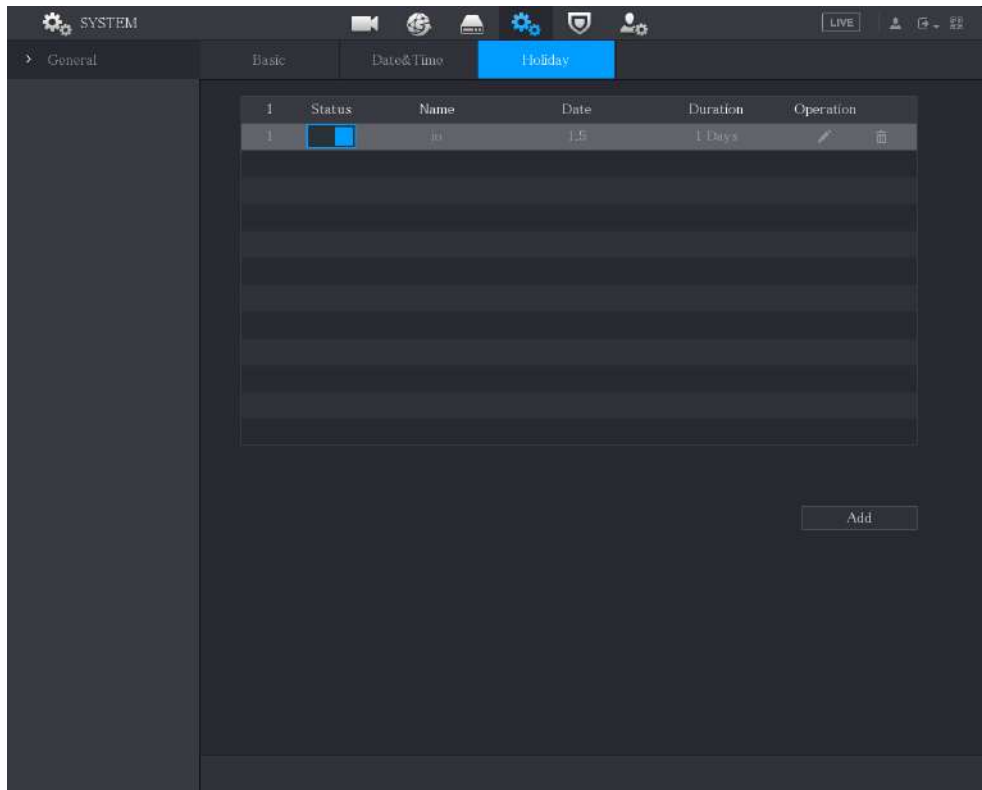 SYSTEM
LIVE
General
Basic Date&Time Holiday
1 Status Name Date Duration Operation
1 in 1.5 1 Days
Add